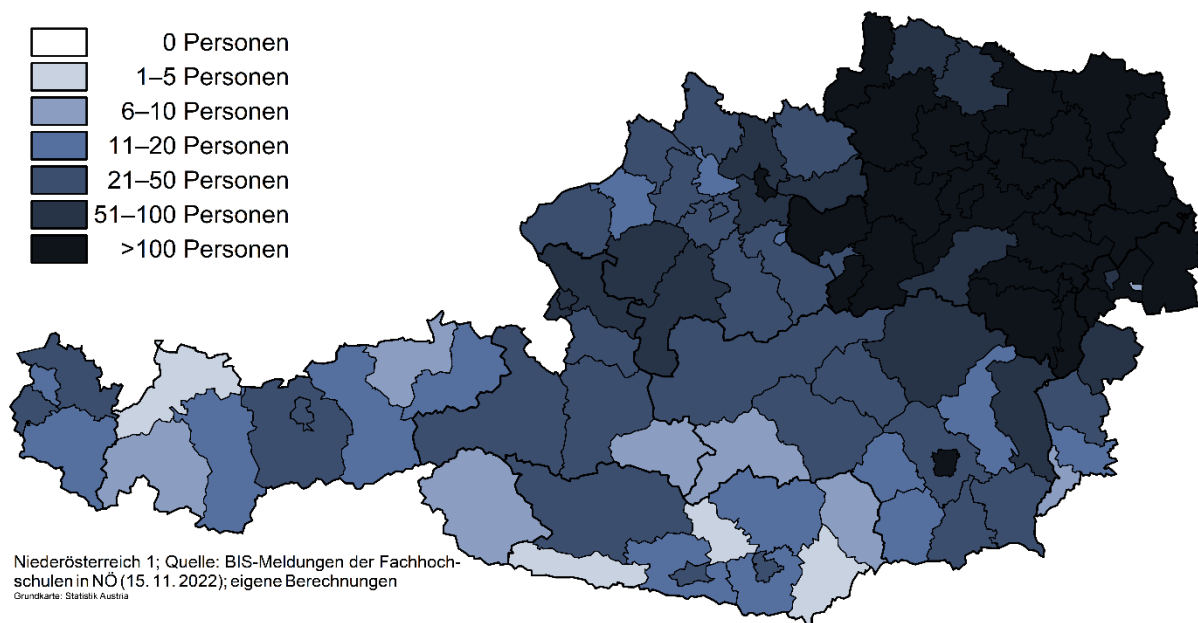 0 Personen
1–5 Personen
6–10 Personen
11–20 Personen
21–50 Personen
51–100 Personen
>100 Personen
Niederösterreich 1; Quelle: BIS-Meldungen der Fachhoch-
schulen in NÖ (15. 11. 2022); eigene Berechnungen
Grundkarte: Statistik Austria